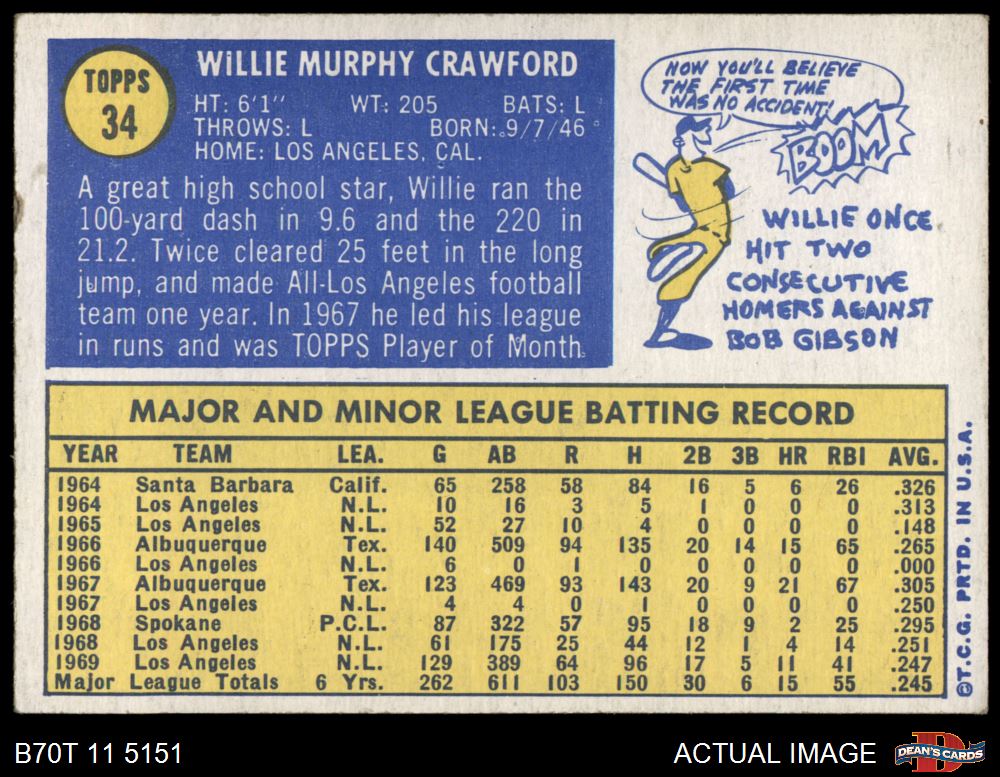 TOPPS
34
WiLLIE MURPHY CRAWFORD
HT: 6'1" WT: 205 BATS: L
THROWS: L BORN: 9/7/46
HOME: LOS ANGELES, CAL.
A great high school star, Willie ran the
100-yard dash in 9.6 and the 220 in
21.2. Twice cleared 25 feet in the long
jump, and made All-Los Angeles football
team one year. In 1967 he led his league
in runs and was TOPPS Player of Month.
NOW YOU'LL BELIEVE
THE FIRST TIME
WAS NO ACCIDENT!
BOOM
WILLIE ONCE
HIT TWO
CONSECUTIVE
HOMERS AGAINST
BOB GIBSON
MAJOR AND MINOR LEAGUE BATTING RECORD
YEAR TEAM LEA. G AB R H 2B 3B HR RBI AVG.
1964 Santa Barbara Calif. 65 258 58 84 16 5 6 26 .326
1964 Los Angeles N.L. 10 16 3 5 1 0 0 0 .313
1965 Los Angeles N.L. 52 27 10 4 0 0 0 0 .148
1966 Albuquerque Tex. 140 509 94 135 20 14 15 65 .265
1966 Los Angeles N.L. 6 0 1 0 0 0 0 0 .000
1967 Albuquerque Tex. 123 469 93 143 20 9 21 67 .305
1967 Los Angeles N.L. 4 4 0 1 0 0 0 0 .250
1968 Spokane P.C.L. 87 322 57 95 18 9 2 25 .295
1968 Los Angeles N.L. 61 175 25 44 12 1 4 14 .251
1969 Los Angeles N.L. 129 389 64 96 17 5 11 41 .247
Major League Totals 6 Yrs. 262 611 103 150 30 6 15 55 .245
©T.C.G. PRTD. IN U.S.A.
B70T 11 5151
ACTUAL IMAGE
D
DEAN'S CARDS